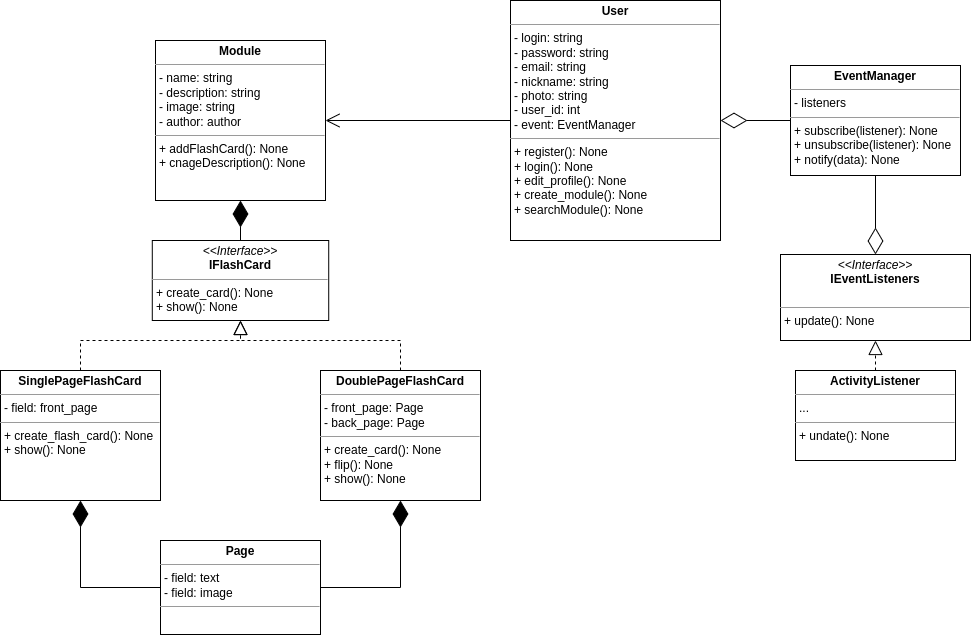 Module
- name: string
- description: string
- image: string
- author: author
+ addFlashCard(): None
+ cnageDescription(): None
User
- login: string
- password: string
- email: string
- nickname: string
- photo: string
- user_id: int
- event: EventManager
+ register(): None
+ login(): None
+ edit_profile(): None
+ create_module(): None
+ searchModule(): None
EventManager
- listeners
+ subscribe(listener): None
+ unsubscribe(listener): None
+ notify(data): None
<<Interface>>
IFlashCard
+ create_card(): None
+ show(): None
<<Interface>>
IEventListeners
+ update(): None
SinglePageFlashCard
- field: front_page
+ create_flash_card(): None
+ show(): None
DoublePageFlashCard
- front_page: Page
- back_page: Page
+ create_card(): None
+ flip(): None
+ show(): None
ActivityListener
...
+ undate(): None
Page
- field: text
- field: image